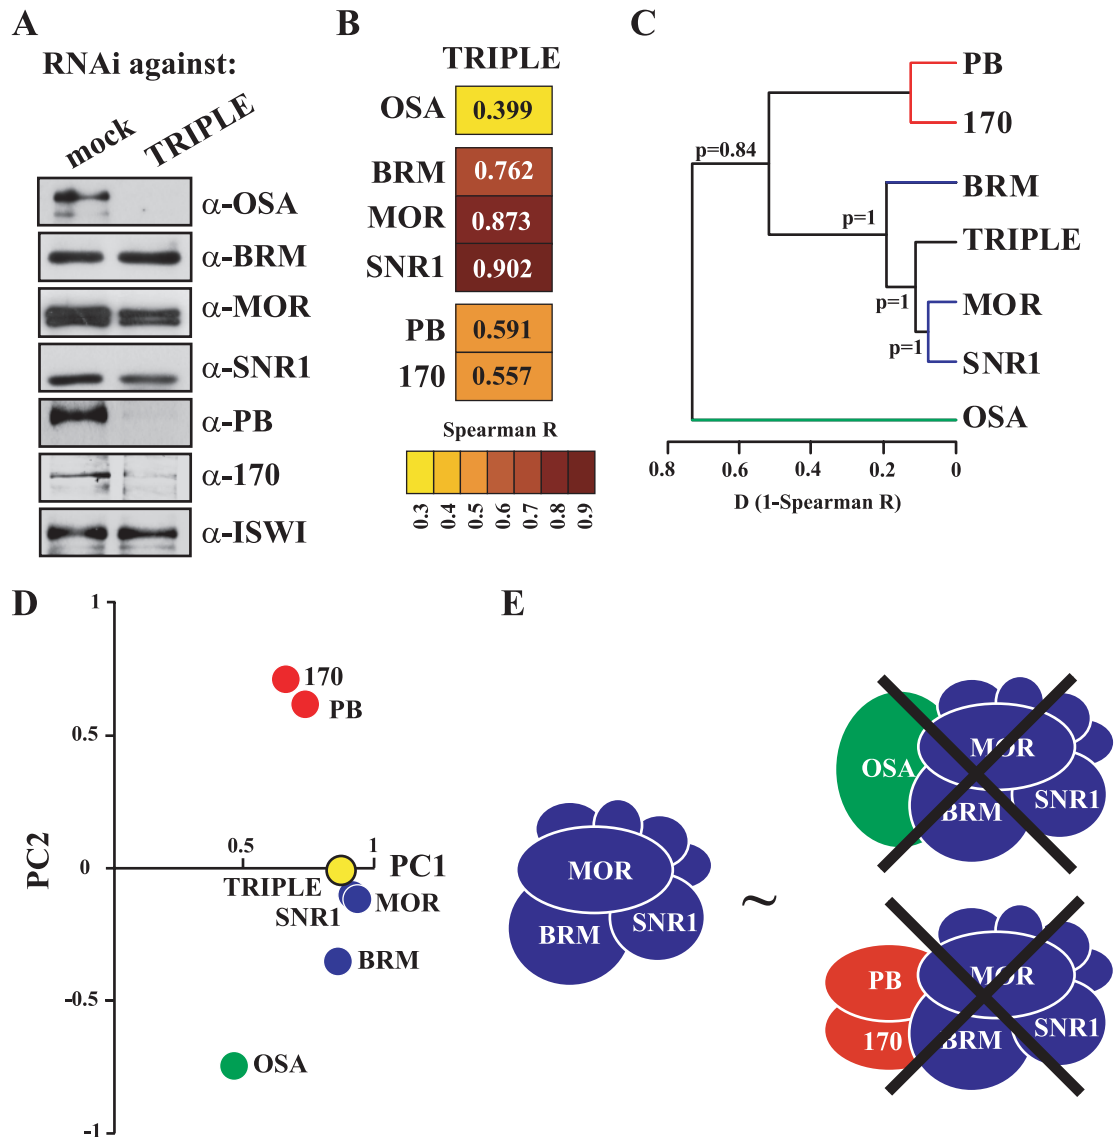 A
RNAi against:
mock
TRIPLE
α-OSA
α-BRM
α-MOR
α-SNR1
α-PB
α-170
α-ISWI
B
TRIPLE
OSA 0.399
BRM 0.762
MOR 0.873
SNR1 0.902
PB 0.591
170 0.557
Spearman R
0.3 0.4 0.5 0.6 0.7 0.8 0.9
C
PB
170
p=0.84
BRM
p=1
TRIPLE
p=1
MOR
p=1
SNR1
OSA
0.8 0.6 0.4 0.2 0
D (1-Spearman R)
D
1
170
PB
0.5
PC2
0
0.5 1
PC1
TRIPLE
SNR1
MOR
BRM
-0.5
OSA
-1
E
MOR
BRM
SNR1
~
MOR
OSA
BRM
SNR1
MOR
PB
170
BRM
SNR1